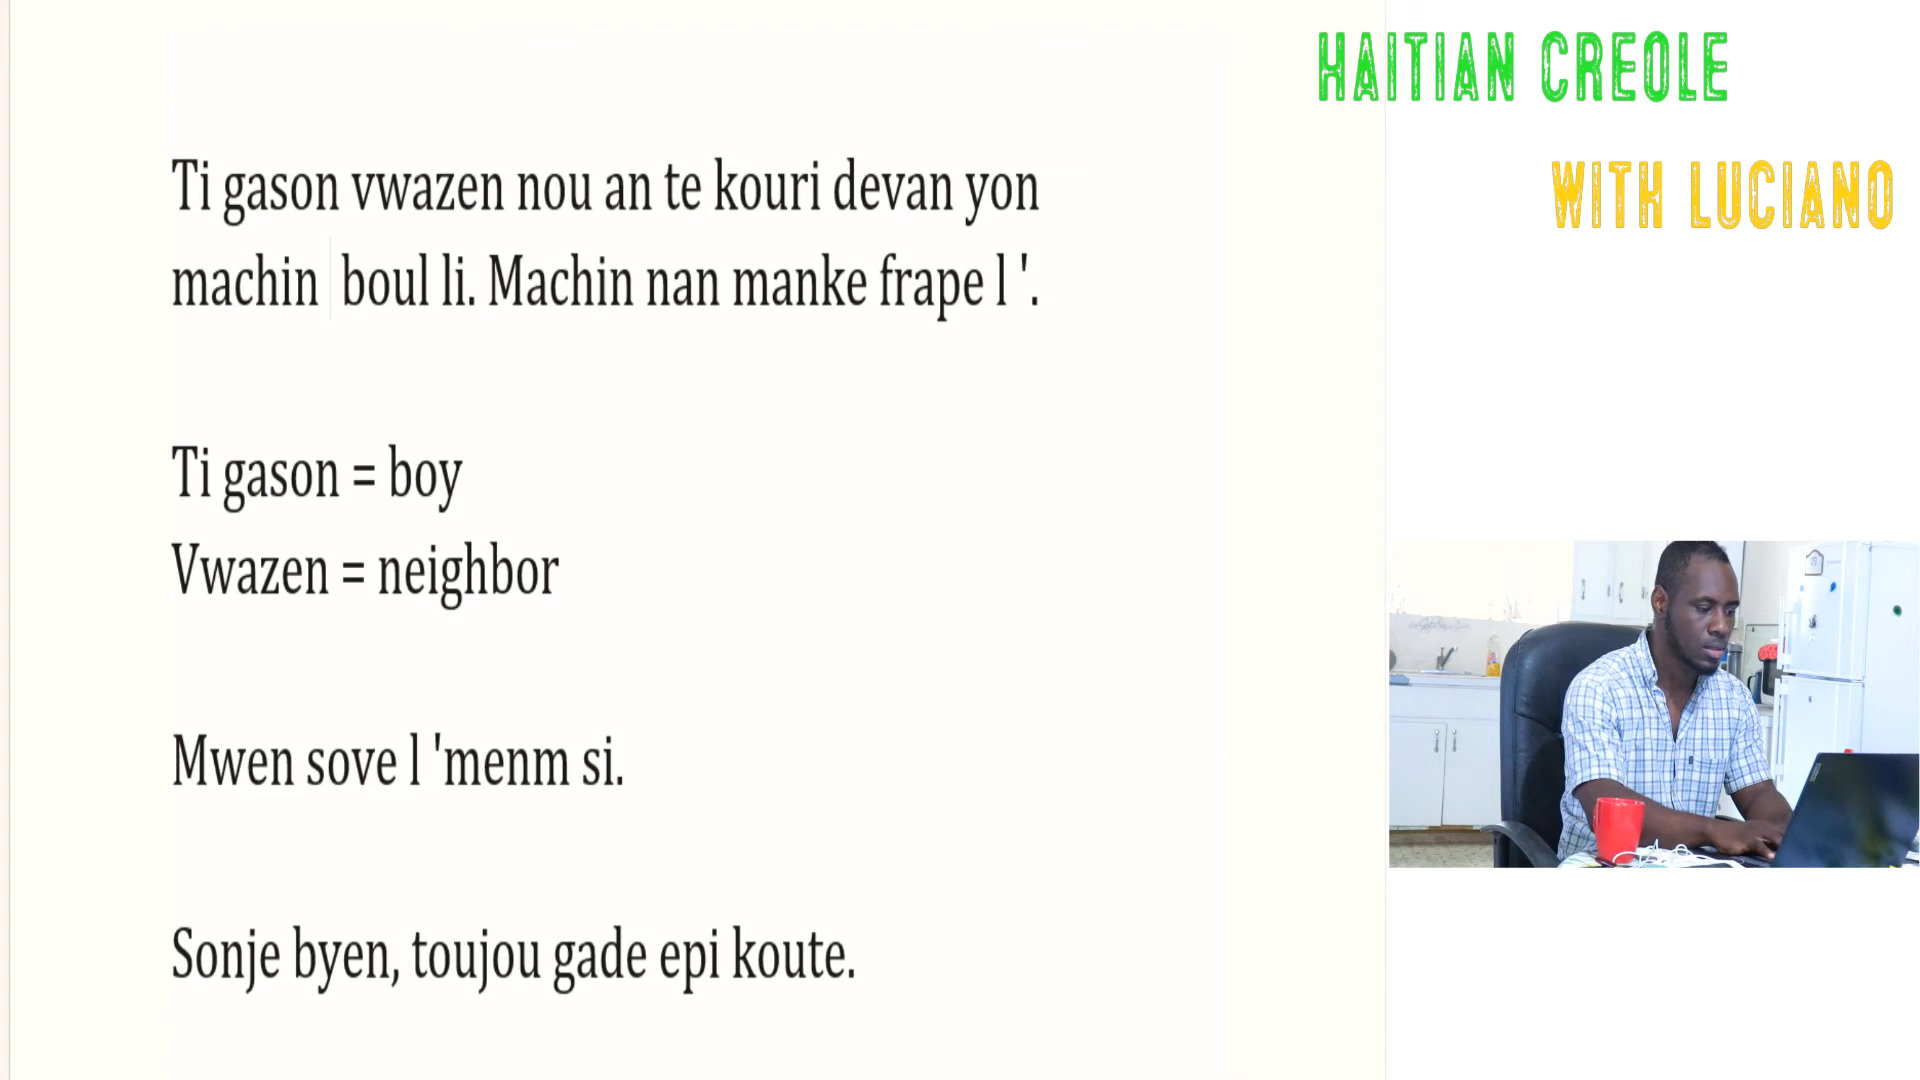 HAITIAN CREOLE
WITH LUCIANO
Ti gason vwazen nou an te kouri devan yon
machin boul li. Machin nan manke frape l '.
Ti gason = boy
Vwazen = neighbor
Mwen sove l 'menm si.
Sonje byen, toujou gade epi koute.